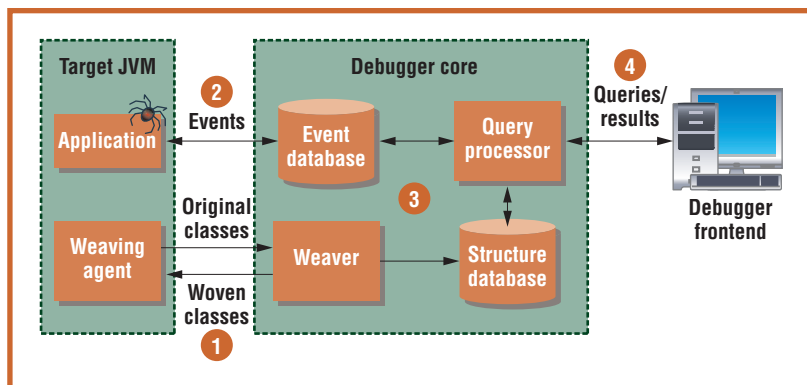 Target JVM
Debugger core
4
Queries/
results
2
Events
Application
Event
database
Query
processor
Debugger
frontend
3
Original
classes
Weaving
agent
Weaver
Structure
database
Woven
classes
1